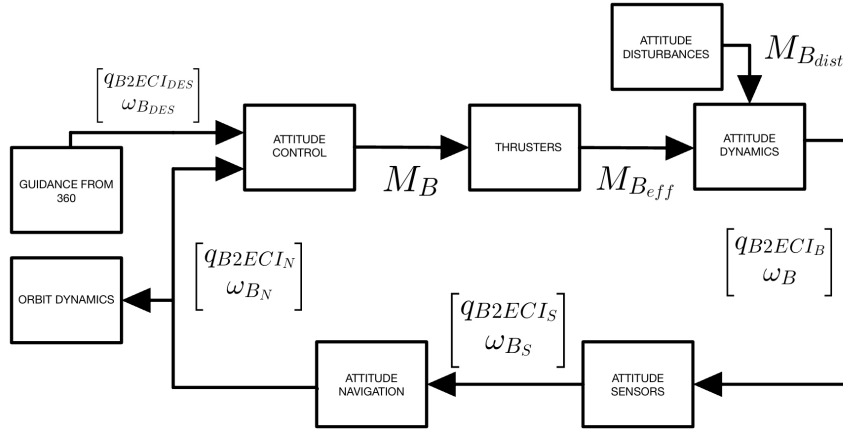 ATTITUDE
DISTURBANCES
M_{B_{dist}}
[q_{B2ECI_{DES}}
ω_{B_{DES}}]
ATTITUDE
CONTROL
THRUSTERS
ATTITUDE
DYNAMICS
GUIDANCE FROM
360
M_B
M_{B_{eff}}
[q_{B2ECI_N}
ω_{B_N}]
[q_{B2ECI_B}
ω_B]
ORBIT DYNAMICS
[q_{B2ECI_S}
ω_{B_S}]
ATTITUDE
NAVIGATION
ATTITUDE
SENSORS